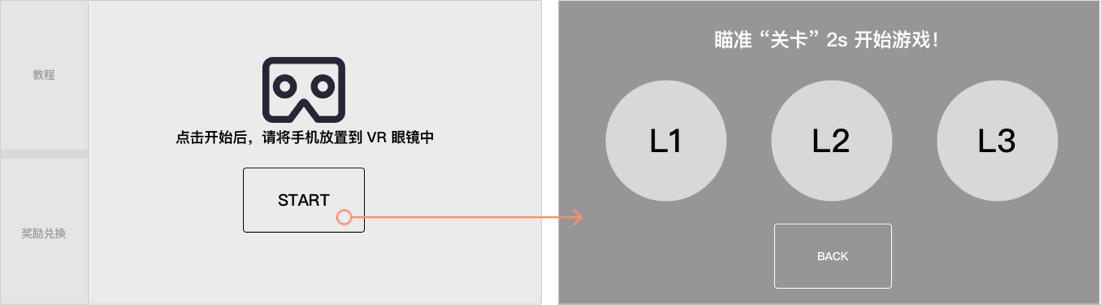 教程
奖励兑换
点击开始后，请将手机放置到 VR 眼镜中
START
瞄准 “关卡” 2s 开始游戏！
L1
L2
L3
BACK